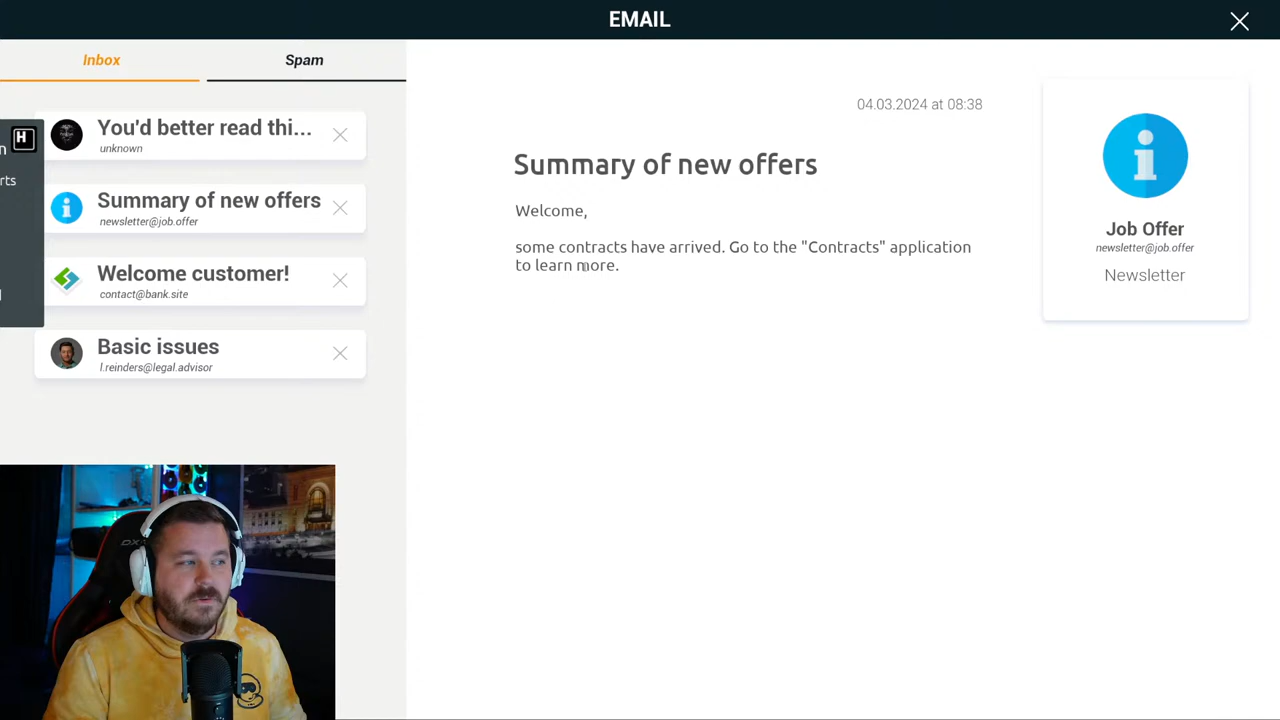 EMAIL
Inbox
Spam
H
n
rts
You'd better read thi...
unknown
Summary of new offers
newsletter@job.offer
Welcome customer!
contact@bank.site
Basic issues
l.reinders@legal.advisor
04.03.2024 at 08:38
Summary of new offers
Welcome,
some contracts have arrived. Go to the "Contracts" application
to learn more.
Job Offer
newsletter@job.offer
Newsletter